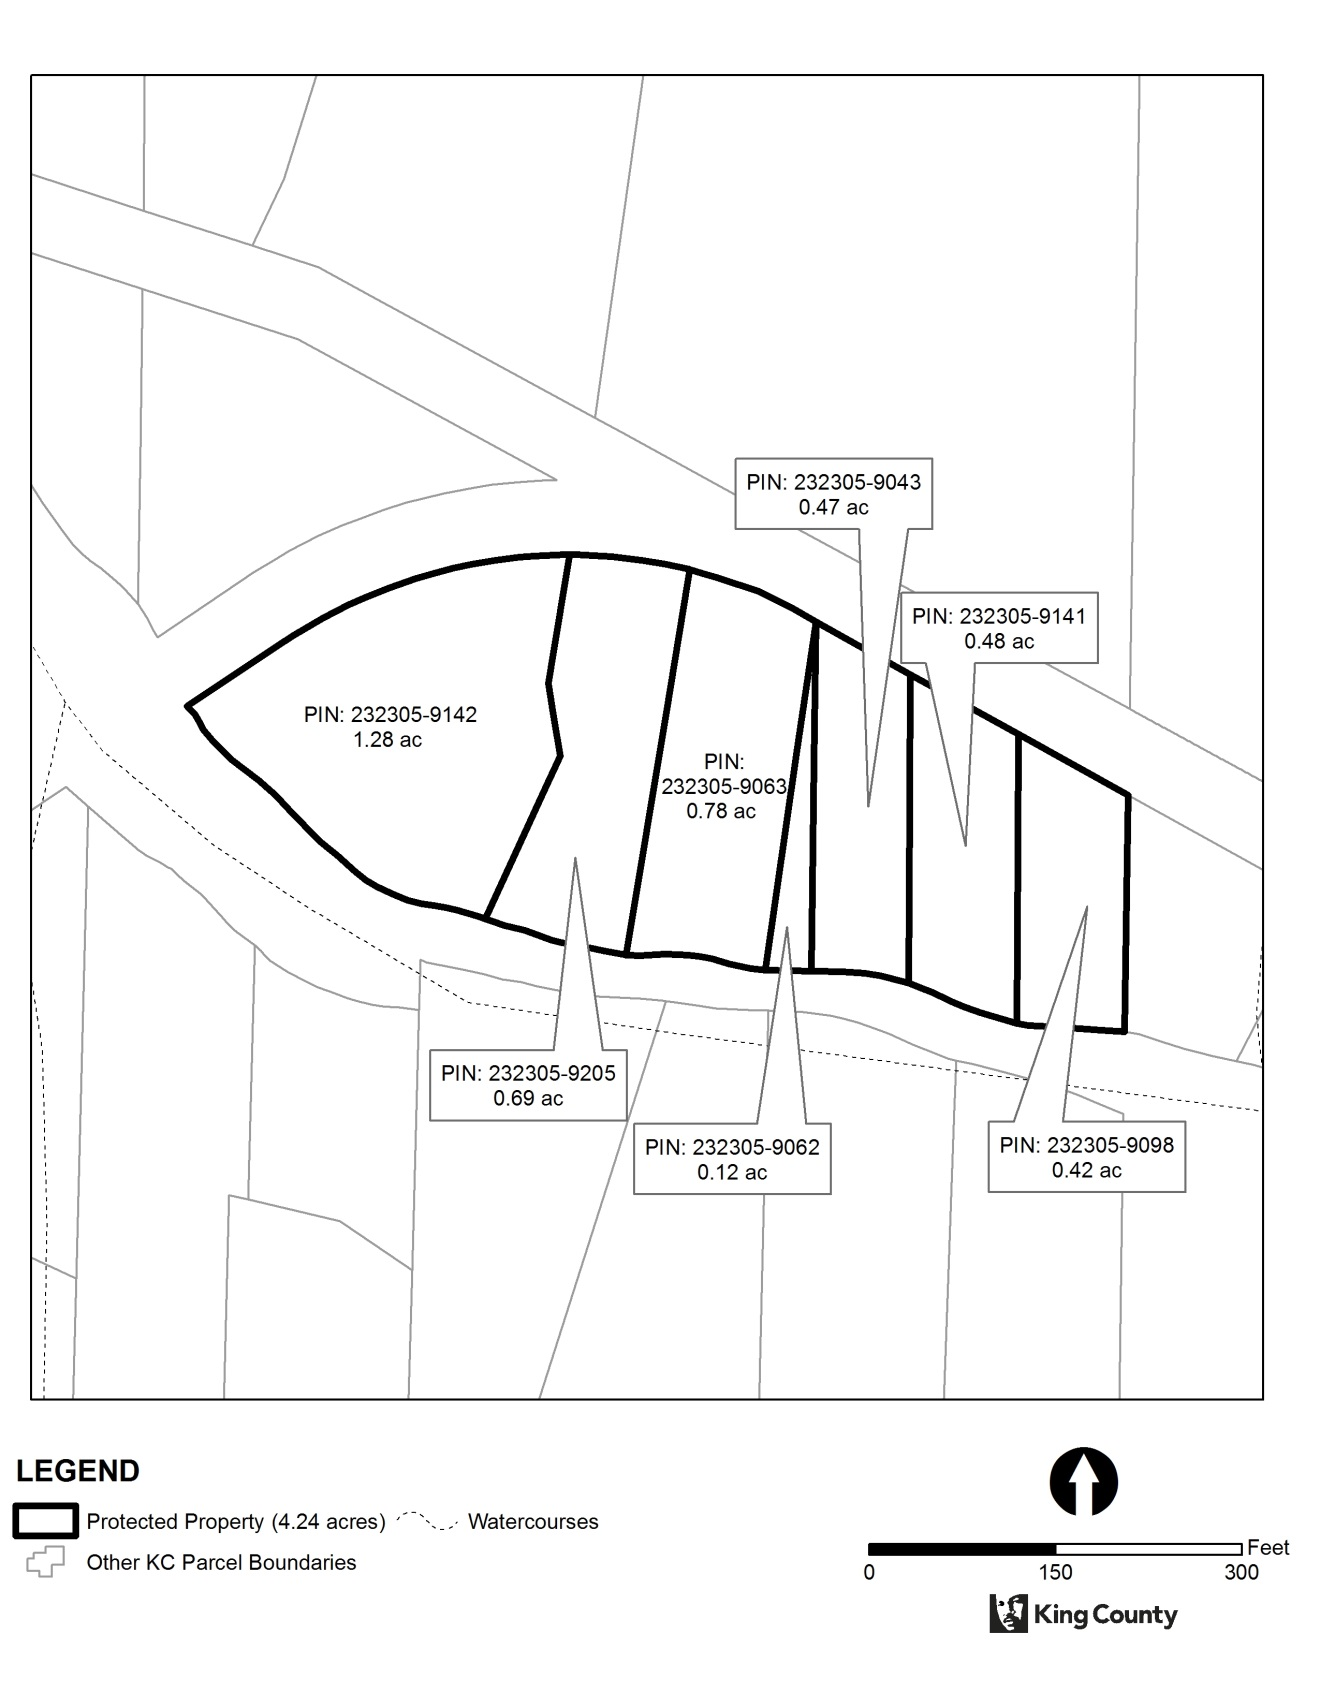 PIN: 232305-9043
0.47 ac
PIN: 232305-9141
0.48 ac
PIN: 232305-9142
1.28 ac
PIN:
232305-9063
0.78 ac
PIN: 232305-9205
0.69 ac
PIN: 232305-9062
0.12 ac
PIN: 232305-9098
0.42 ac
LEGEND
Protected Property (4.24 acres)
Watercourses
Other KC Parcel Boundaries
Feet
0 150 300
King County